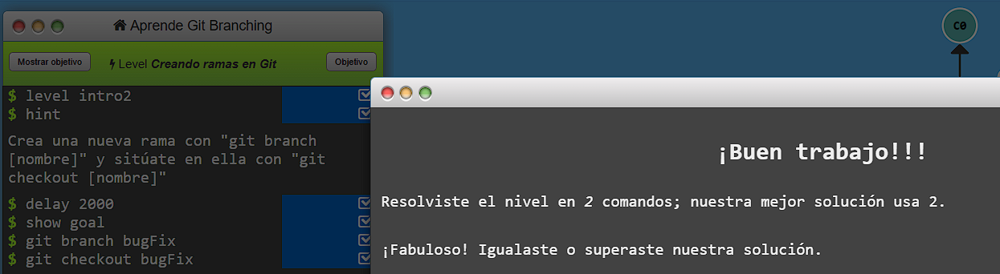 Aprende Git Branching
Mostrar objetivo
Level Creando ramas en Git
Objetivo
$ level intro2
$ hint
Crea una nueva rama con "git branch
[nombre]" y sitúate en ella con "git
checkout [nombre]"
$ delay 2000
$ show goal
$ git branch bugFix
$ git checkout bugFix
C0
¡Buen trabajo!!!
Resolviste el nivel en 2 comandos; nuestra mejor solución usa 2.
¡Fabuloso! Igualaste o superaste nuestra solución.